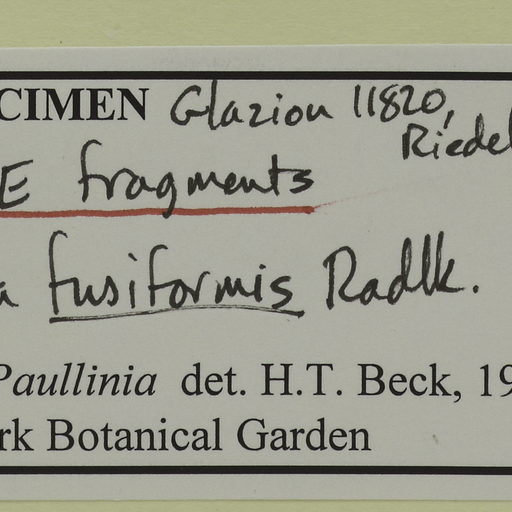 CIMEN Glaziou 11820,
Riedel
E fragments
a fusiformis Radlk.
Paullinia det. H.T. Beck, 19
rk Botanical Garden